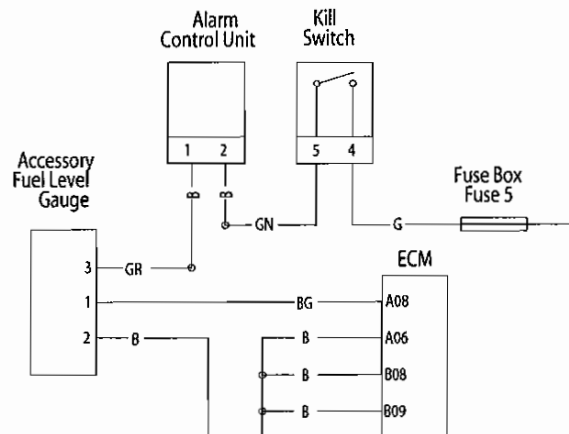 Alarm
Control Unit
Kill
Switch
1 2
5 4
B
B
Accessory
Fuel Level
Gauge
Fuse Box
Fuse 5
GN
G
ECM
3
GR
1
BG
A08
2
B
B
A06
B
B08
B
B09